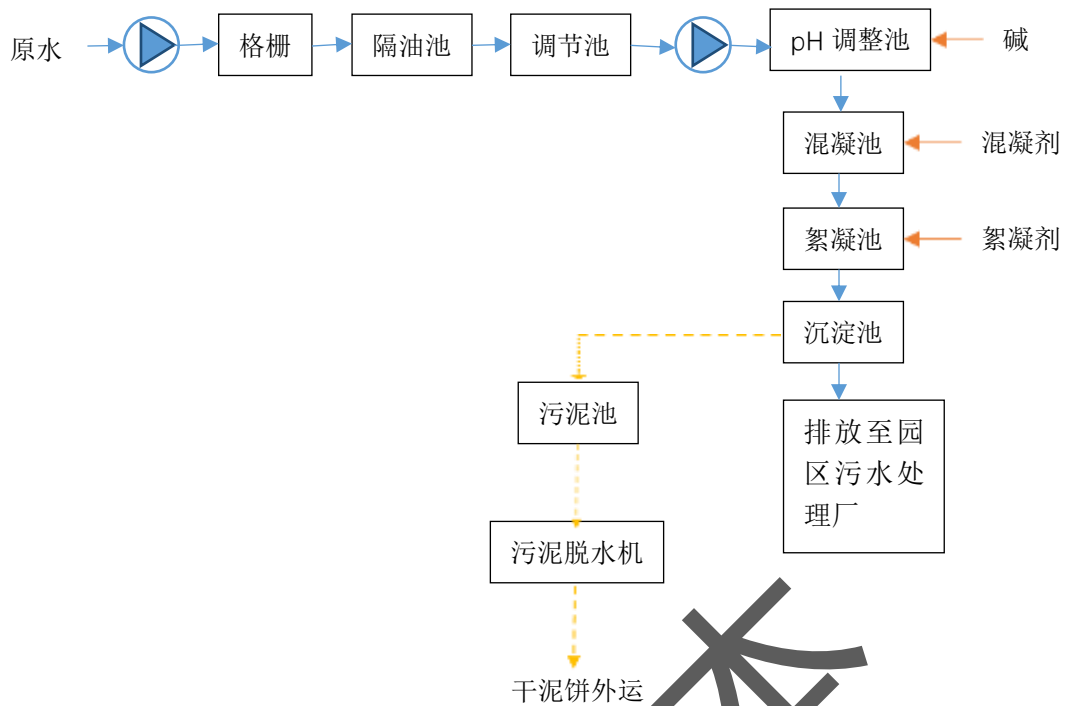 原水
格栅
隔油池
调节池
pH 调整池
碱
混凝池
混凝剂
絮凝池
絮凝剂
沉淀池
污泥池
排放至园
区污水处
理厂
污泥脱水机
干泥饼外运